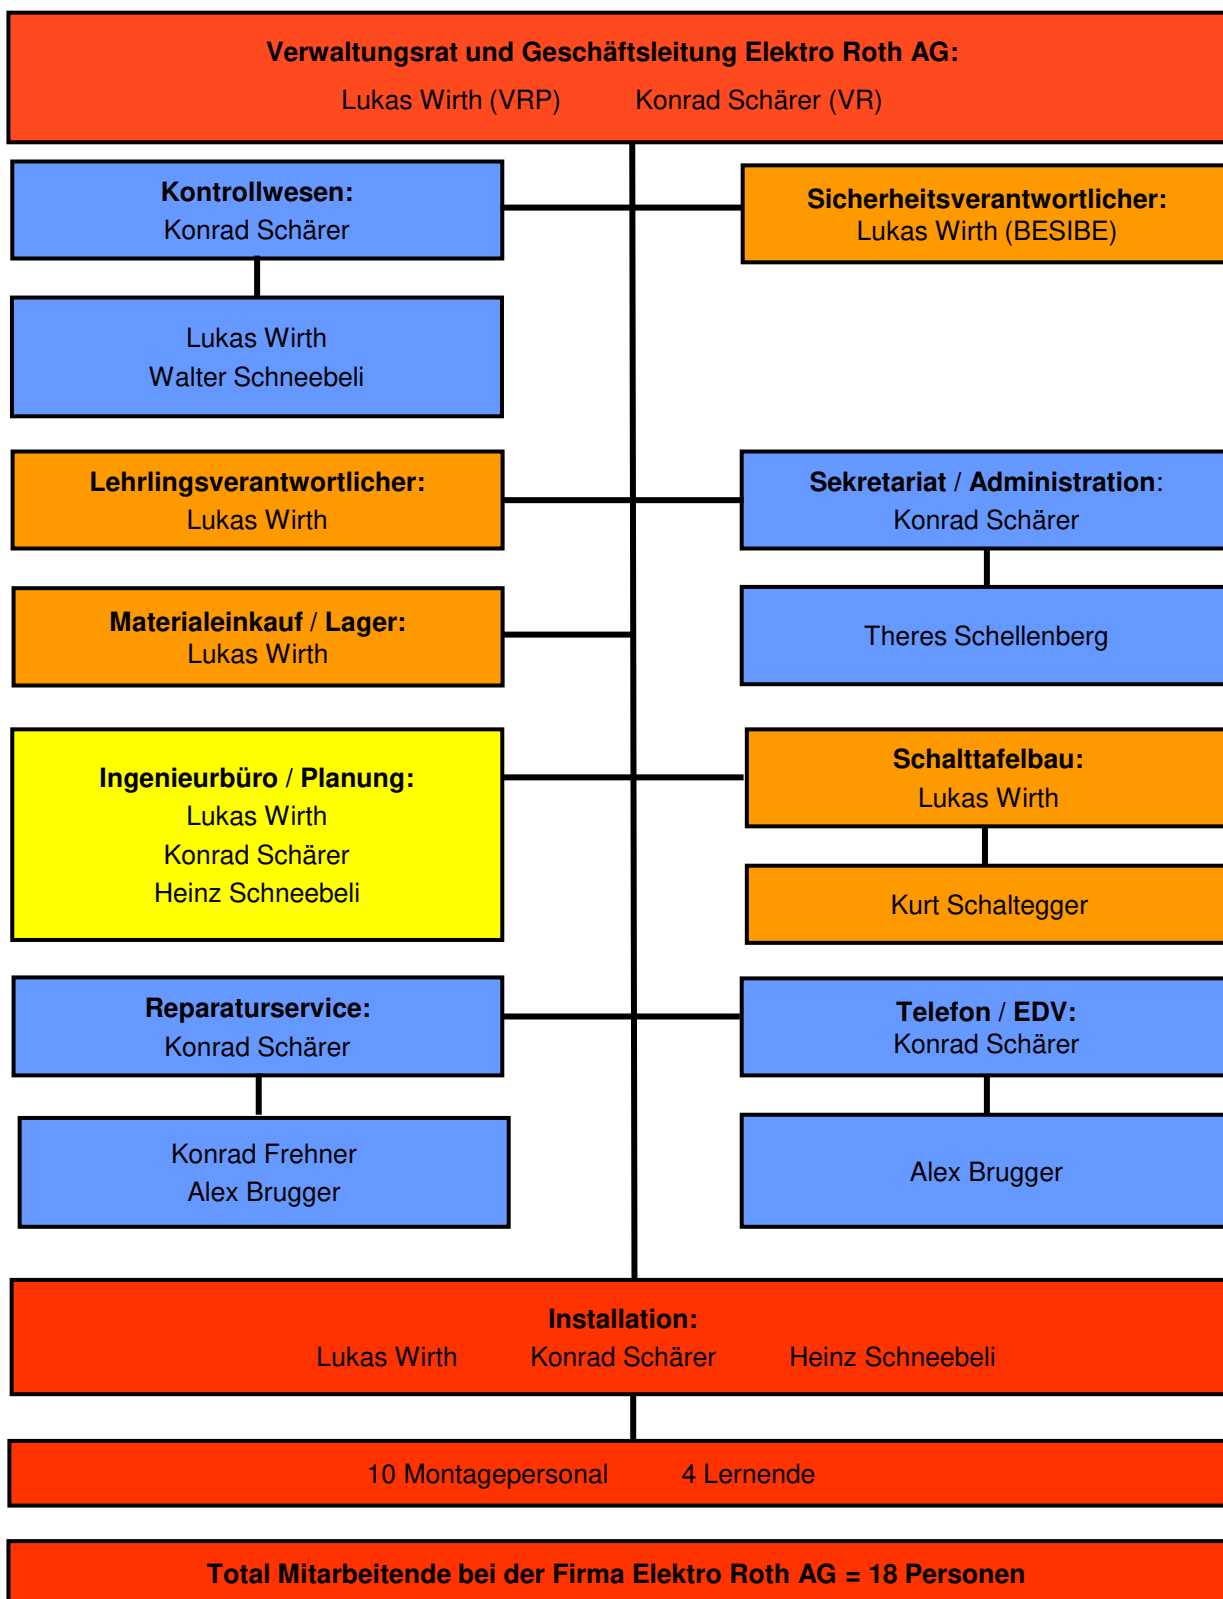 Verwaltungsrat und Geschäftsleitung Elektro Roth AG:
Lukas Wirth (VRP) Konrad Schärer (VR)
Kontrollwesen:
Konrad Schärer
Sicherheitsverantwortlicher:
Lukas Wirth (BESIBE)
Lukas Wirth
Walter Schneebeli
Lehrlingsverantwortlicher:
Lukas Wirth
Sekretariat / Administration:
Konrad Schärer
Materialeinkauf / Lager:
Lukas Wirth
Theres Schellenberg
Ingenieurbüro / Planung:
Lukas Wirth
Konrad Schärer
Heinz Schneebeli
Schalttafelbau:
Lukas Wirth
Kurt Schaltegger
Reparaturservice:
Konrad Schärer
Telefon / EDV:
Konrad Schärer
Konrad Frehner
Alex Brugger
Alex Brugger
Installation:
Lukas Wirth Konrad Schärer Heinz Schneebeli
10 Montagepersonal 4 Lernende
Total Mitarbeitende bei der Firma Elektro Roth AG = 18 Personen